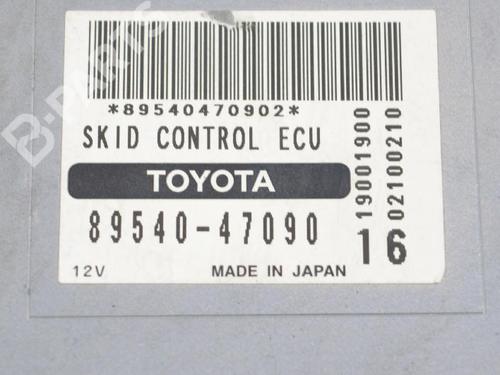 *89540470902*
SKID CONTROL ECU
TOYOTA
89540-47090
12V
MADE IN JAPAN
16
19001900
02100210
B-PARTS